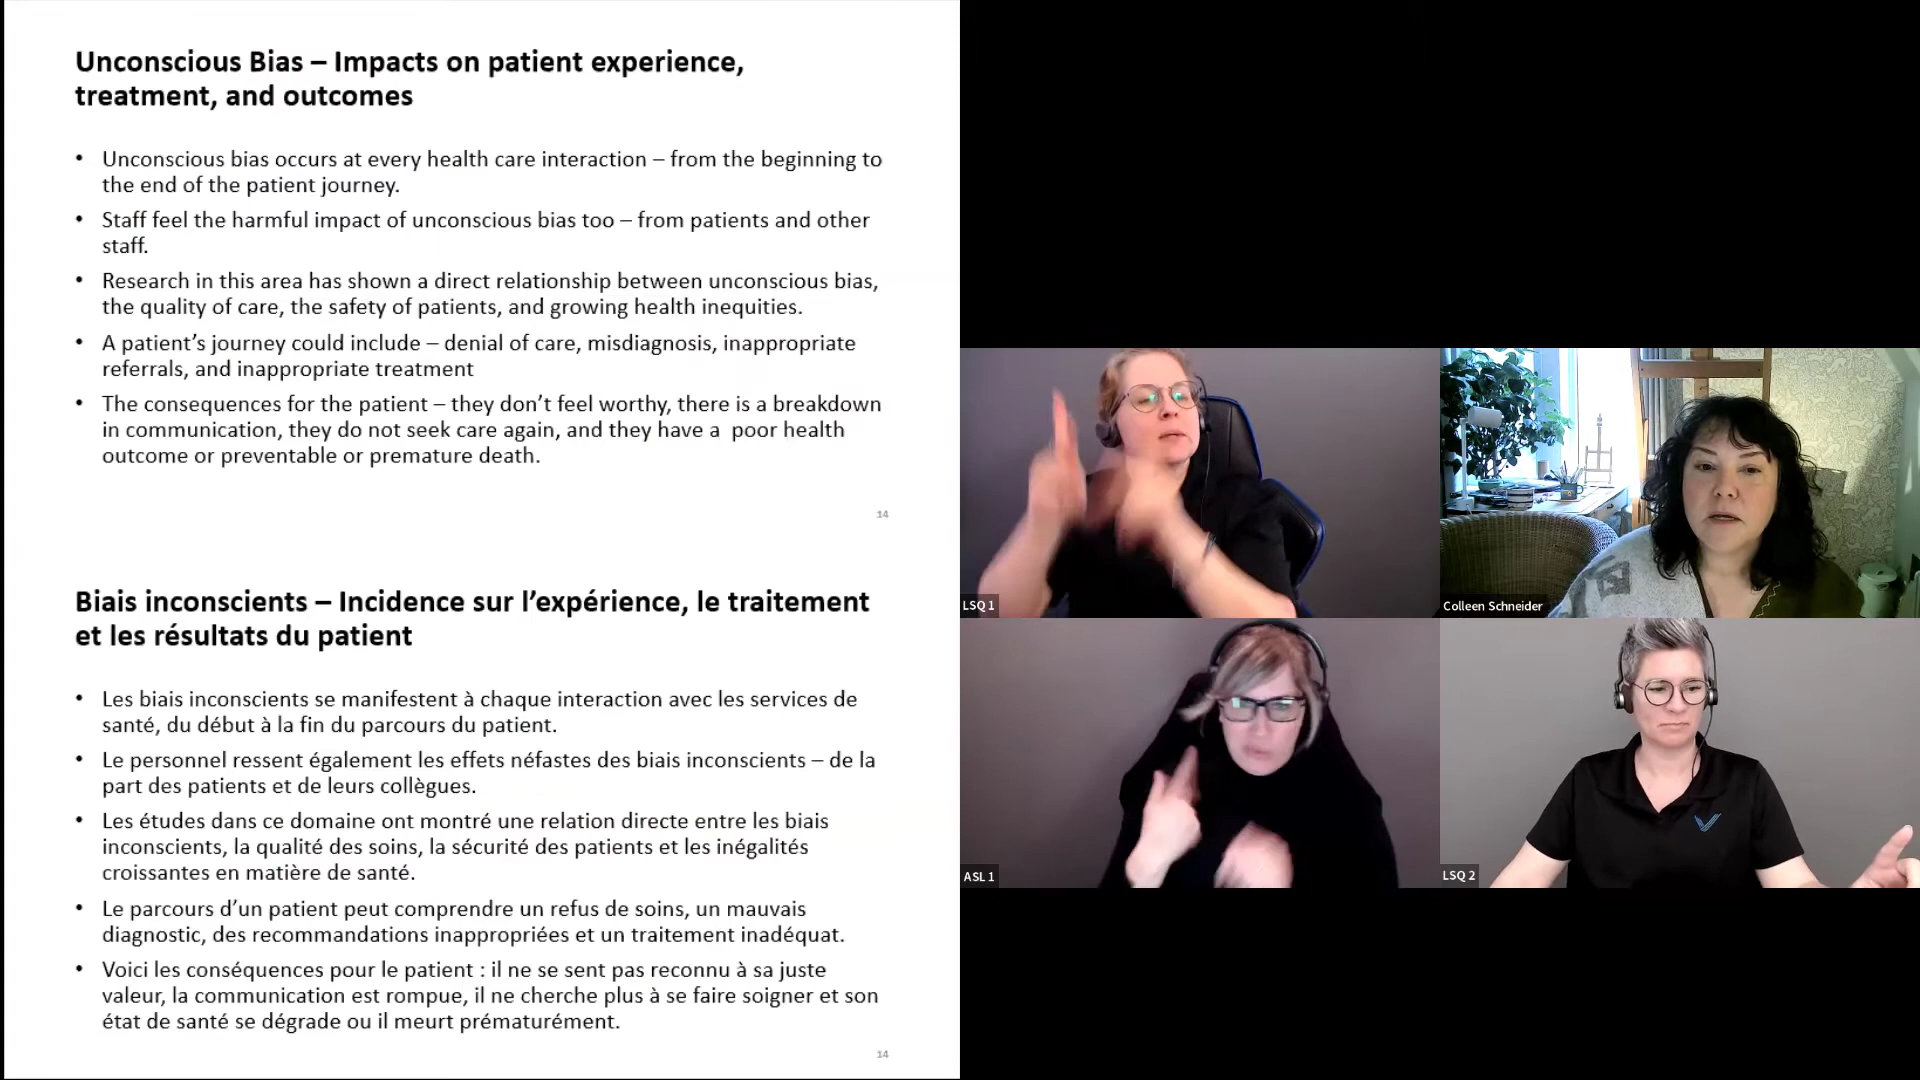 Unconscious Bias – Impacts on patient experience,
treatment, and outcomes
• Unconscious bias occurs at every health care interaction – from the beginning to
the end of the patient journey.
• Staff feel the harmful impact of unconscious bias too – from patients and other
staff.
• Research in this area has shown a direct relationship between unconscious bias,
the quality of care, the safety of patients, and growing health inequities.
• A patient’s journey could include – denial of care, misdiagnosis, inappropriate
referrals, and inappropriate treatment
• The consequences for the patient – they don’t feel worthy, there is a breakdown
in communication, they do not seek care again, and they have a  poor health
outcome or preventable or premature death.
14
Biais inconscients – Incidence sur l’expérience, le traitement
et les résultats du patient
• Les biais inconscients se manifestent à chaque interaction avec les services de
santé, du début à la fin du parcours du patient.
• Le personnel ressent également les effets néfastes des biais inconscients – de la
part des patients et de leurs collègues.
• Les études dans ce domaine ont montré une relation directe entre les biais
inconscients, la qualité des soins, la sécurité des patients et les inégalités
croissantes en matière de santé.
• Le parcours d’un patient peut comprendre un refus de soins, un mauvais
diagnostic, des recommandations inappropriées et un traitement inadéquat.
• Voici les conséquences pour le patient : il ne se sent pas reconnu à sa juste
valeur, la communication est rompue, il ne cherche plus à se faire soigner et son
état de santé se dégrade ou il meurt prématurément.
14
LSQ 1
Colleen Schneider
ASL 1
LSQ 2